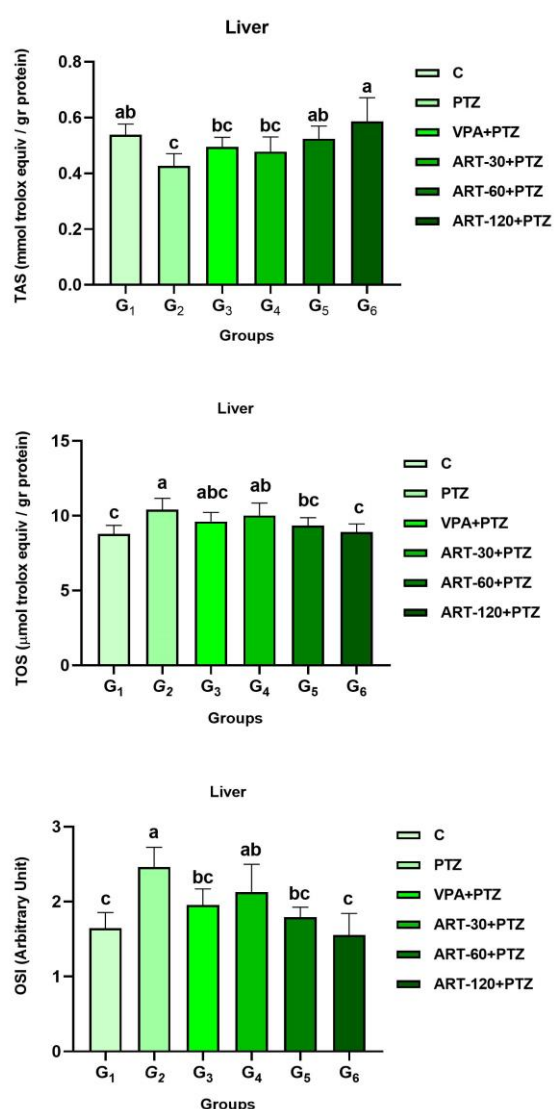 Liver
TAS (mmol trolox equiv / gr protein)
0.8
0.6
0.4
0.2
0.0
ab
c
bc
bc
ab
a
G₁ G₂ G₃ G₄ G₅ G₆
Groups
C
PTZ
VPA+PTZ
ART-30+PTZ
ART-60+PTZ
ART-120+PTZ
Liver
TOS (μmol trolox equiv / gr protein)
15
10
5
0
c
a
abc
ab
bc
c
G₁ G₂ G₃ G₄ G₅ G₆
Groups
C
PTZ
VPA+PTZ
ART-30+PTZ
ART-60+PTZ
ART-120+PTZ
Liver
OSI (Arbitrary Unit)
3
2
1
0
c
a
bc
ab
bc
c
G₁ G₂ G₃ G₄ G₅ G₆
Groups
C
PTZ
VPA+PTZ
ART-30+PTZ
ART-60+PTZ
ART-120+PTZ